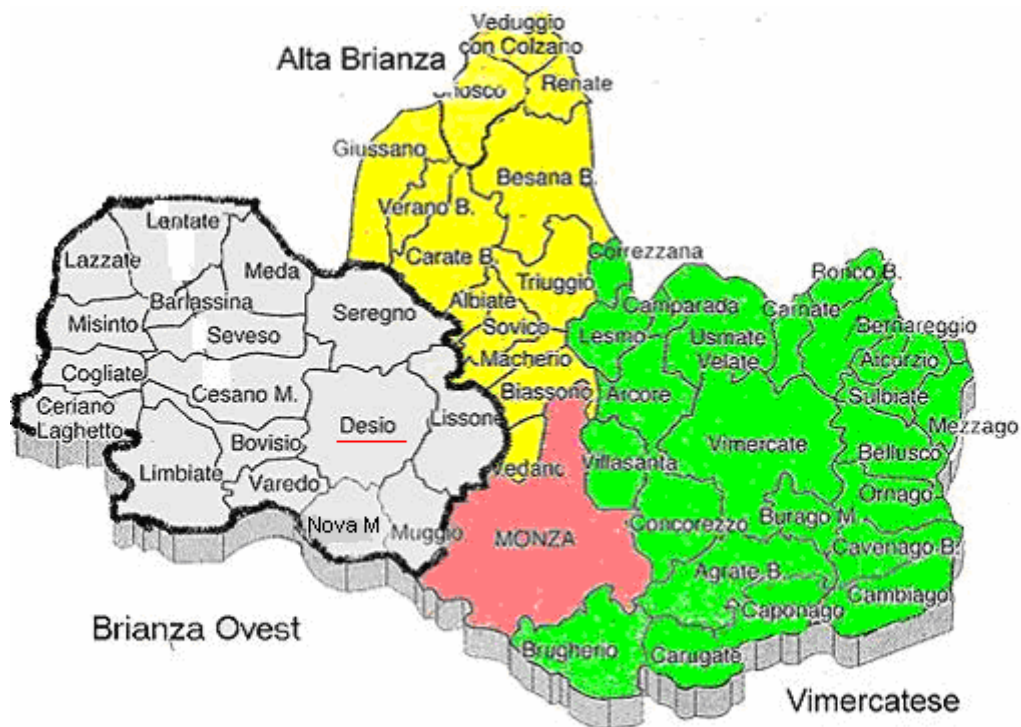 Veduggio
con Colzano
Alta Brianza
Renate
Giussano
Besana B.
Verano B.
Lentate
Correzzana
Carate B.
Ronco B.
Lazzate
Meda
Triuggio
Albiate
Camparada
Carnate
Barlassina
Seregno
Misinto
Seveso
Sovico
Lesmo
Usmate
Velate
Bernareggio
Aicurzio
Macherio
Cogliate
Cesano M.
Biassono
Arcore
Sulbiate
Ceriano
Laghetto
Desio
Lissone
Mezzago
Bovisio
Vimercate
Bellusco
Limbiate
Varedo
Vedano
Villasanta
Ornago
Nova M
Muggio
MONZA
Concorezzo
Burago M.
Cavenago B.
Agrate B.
Cambiago
Caponago
Brianza Ovest
Brugherio
Carugate
Vimercatese